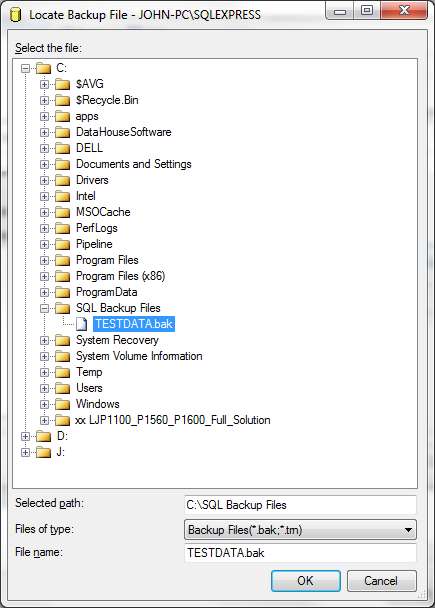 Locate Backup File - JOHN-PC\SQLEXPRESS
Select the file:
C:
$AVG
$Recycle.Bin
apps
DataHouseSoftware
DELL
Documents and Settings
Drivers
Intel
MSOCache
PerfLogs
Pipeline
Program Files
Program Files (x86)
ProgramData
SQL Backup Files
TESTDATA.bak
System Recovery
System Volume Information
Temp
Users
Windows
xx LJP1100_P1560_P1600_Full_Solution
D:
J:
Selected path: C:\SQL Backup Files
Files of type: Backup Files(*.bak;*.trn)
File name: TESTDATA.bak
OK Cancel